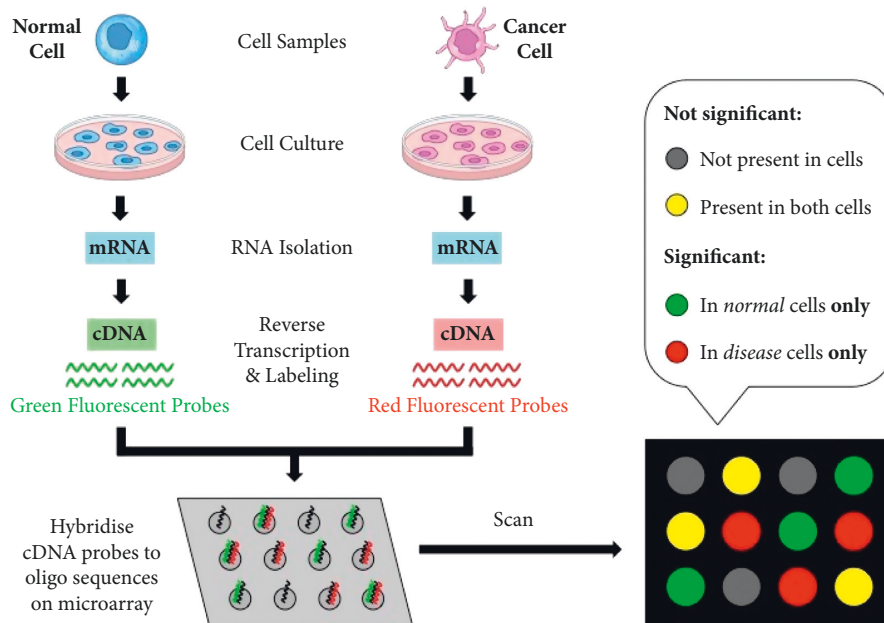 Normal
Cell
Cell Samples
Cancer
Cell
Cell Culture
mRNA
RNA Isolation
mRNA
cDNA
Reverse
Transcription
& Labeling
cDNA
Green Fluorescent Probes
Red Fluorescent Probes
Hybridise
cDNA probes to
oligo sequences
on microarray
Scan
Not significant:
Not present in cells
Present in both cells
Significant:
In normal cells only
In disease cells only